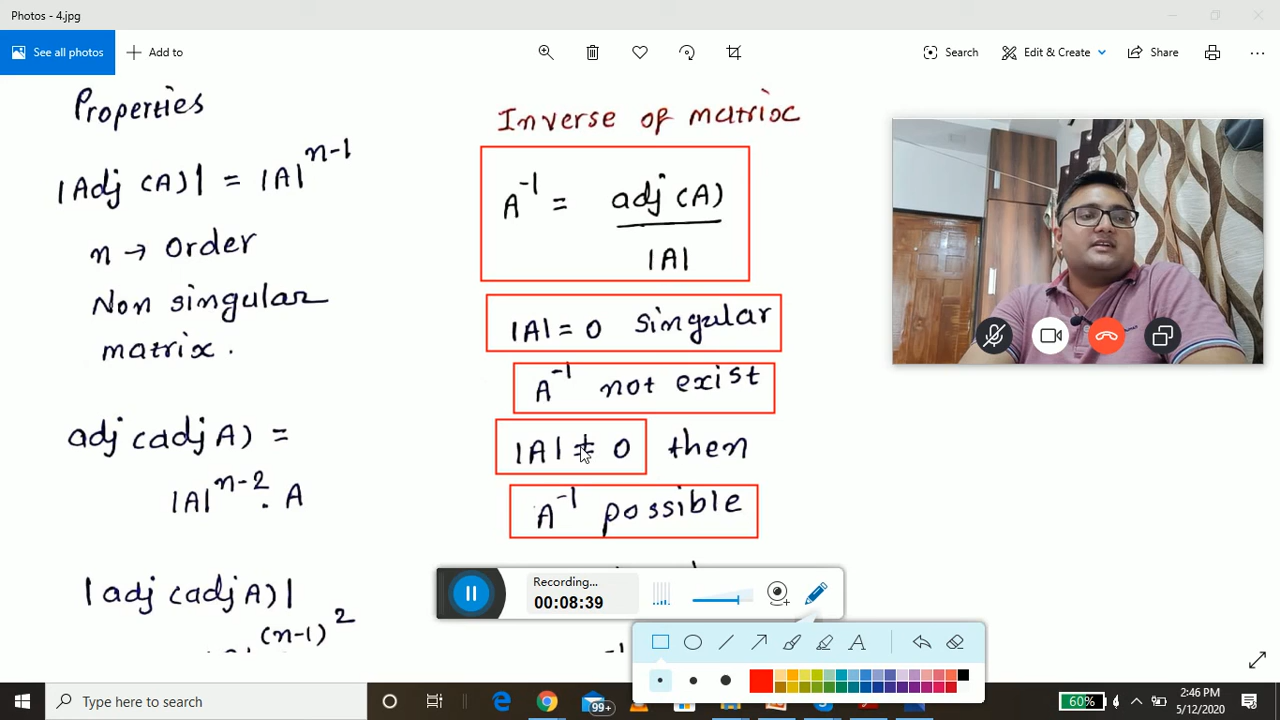 Photos - 4.jpg
See all photos
Add to
Search
Edit & Create
Share
Properties
|Adj (A)| = |A|^n-1
n → Order
Non singular
matrix.
adj (adj A) =
|A|^n-2 . A
|adj (adj A)|
(n-1)^2
Inverse of matrix
A^-1 = adj (A)
|A|
|A| = 0 singular
A^-1 not exist
|A| ≠ 0 then
A^-1 possible
Recording...
00:08:39
A
Type here to search
99+
60%
2:46 PM
5/12/2020